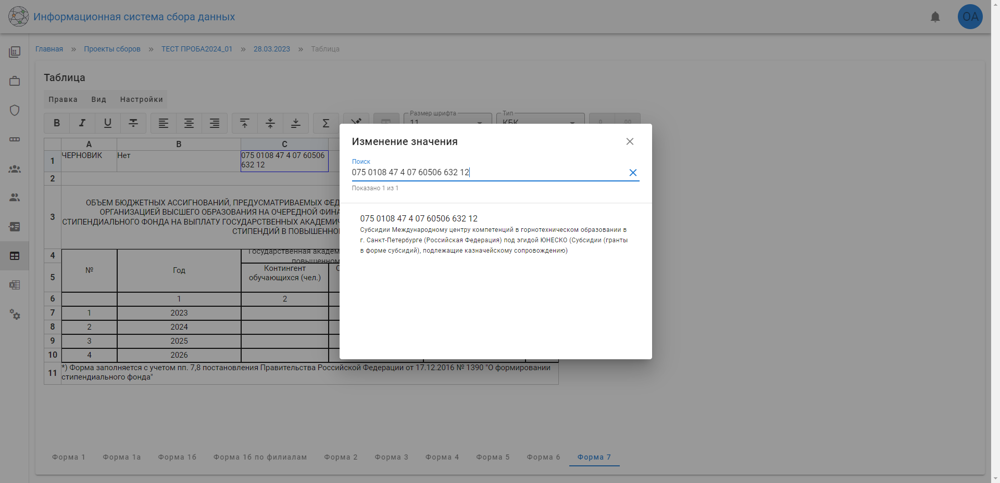 Информационная система сбора данных
OA
Главная » Проекты сборов » ТЕСТ ПРОБА2024_01 » 28.03.2023 » Таблица
Таблица
Правка Вид Настройки
B I U Σ
Размер шрифта
11
Тип
КБК
A B C
1 ЧЕРНОВИК Нет 075 0108 47 4 07 60506
632 12
2
3
ОБЪЕМ БЮДЖЕТНЫХ АССИГНОВАНИЙ, ПРЕДУСМАТРИВАЕМЫХ ФЕД
ОРГАНИЗАЦИЕЙ ВЫСШЕГО ОБРАЗОВАНИЯ НА ОЧЕРЕДНОЙ ФИНА
СТИПЕНДИАЛЬНОГО ФОНДА НА ВЫПЛАТУ ГОСУДАРСТВЕННЫХ АКАДЕМИЧ
СТИПЕНДИЙ В ПОВЫШЕННО
4
Государственная академ
повышенном
№ Год
5
Контингент
обучающихся (чел.)
6 1 2
7 1 2023
8 2 2024
9 3 2025
10 4 2026
11 *) Форма заполняется с учетом пп. 7,8 постановления Правительства Российской Федерации от 17.12.2016 № 1390 "О формировании
стипендиального фонда"
Изменение значения
Поиск
075 0108 47 4 07 60506 632 12
Показано 1 из 1
075 0108 47 4 07 60506 632 12
Субсидии Международному центру компетенций в горнотехническом образовании в
г. Санкт-Петербурге (Российская Федерация) под эгидой ЮНЕСКО (Субсидии (гранты
в форме субсидий), подлежащие казначейскому сопровождению)
Форма 1 Форма 1а Форма 1б Форма 1б по филиалам Форма 2 Форма 3 Форма 4 Форма 5 Форма 6 Форма 7